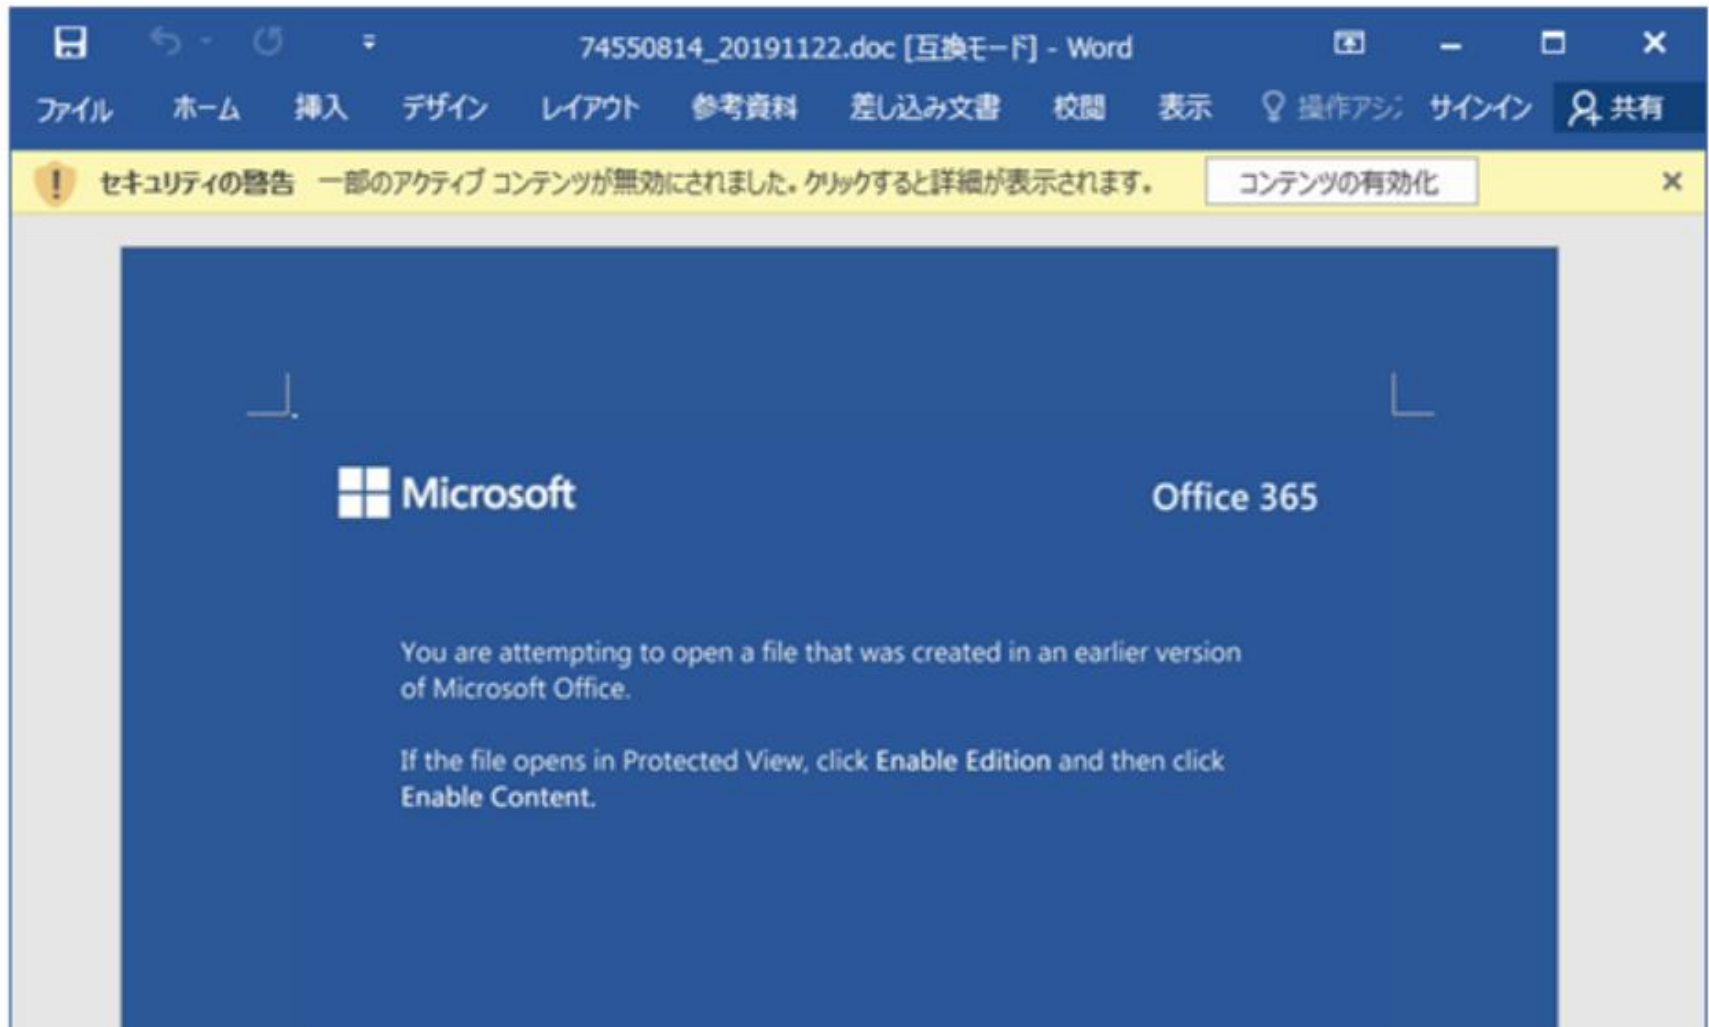 74550814_20191122.doc [互換モード] - Word
ファイル ホーム 挿入 デザイン レイアウト 参考資料 差し込み文書 校閲 表示 操作アシ サインイン 共有
セキュリティの警告 一部のアクティブ コンテンツが無効にされました。クリックすると詳細が表示されます。 コンテンツの有効化
Microsoft Office 365
You are attempting to open a file that was created in an earlier version
of Microsoft Office.
If the file opens in Protected View, click Enable Edition and then click
Enable Content.